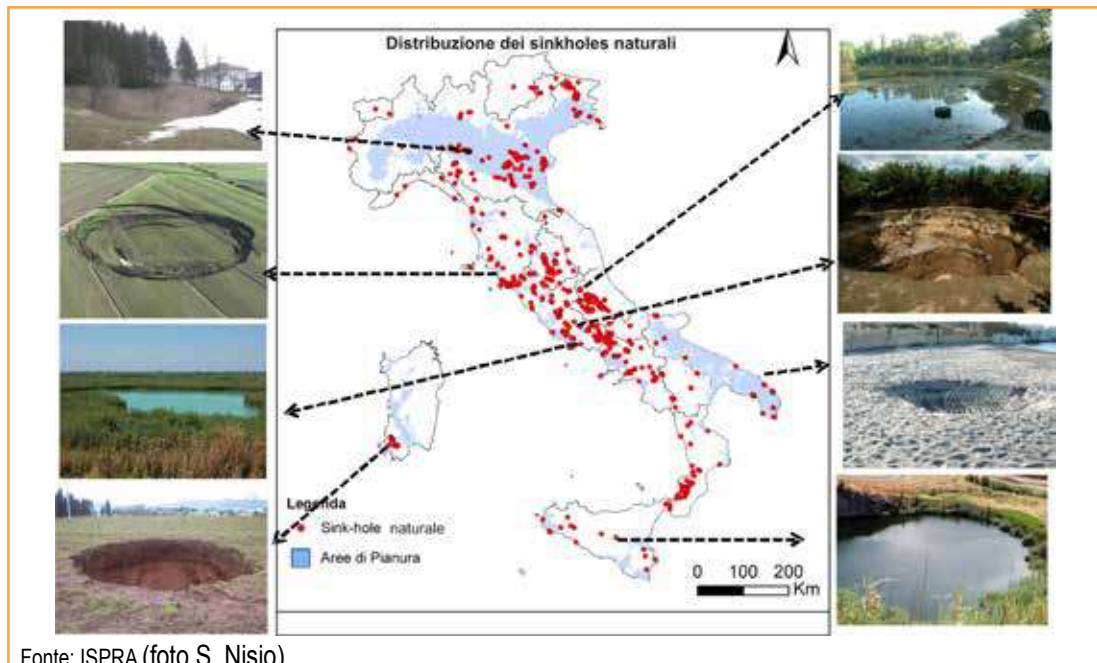 Distribuzione dei sinkholes naturali
Legenda
Sink-hole naturale
Aree di Pianura
0 100 200
Km
Fonte: ISPRA (foto S. Nisio)